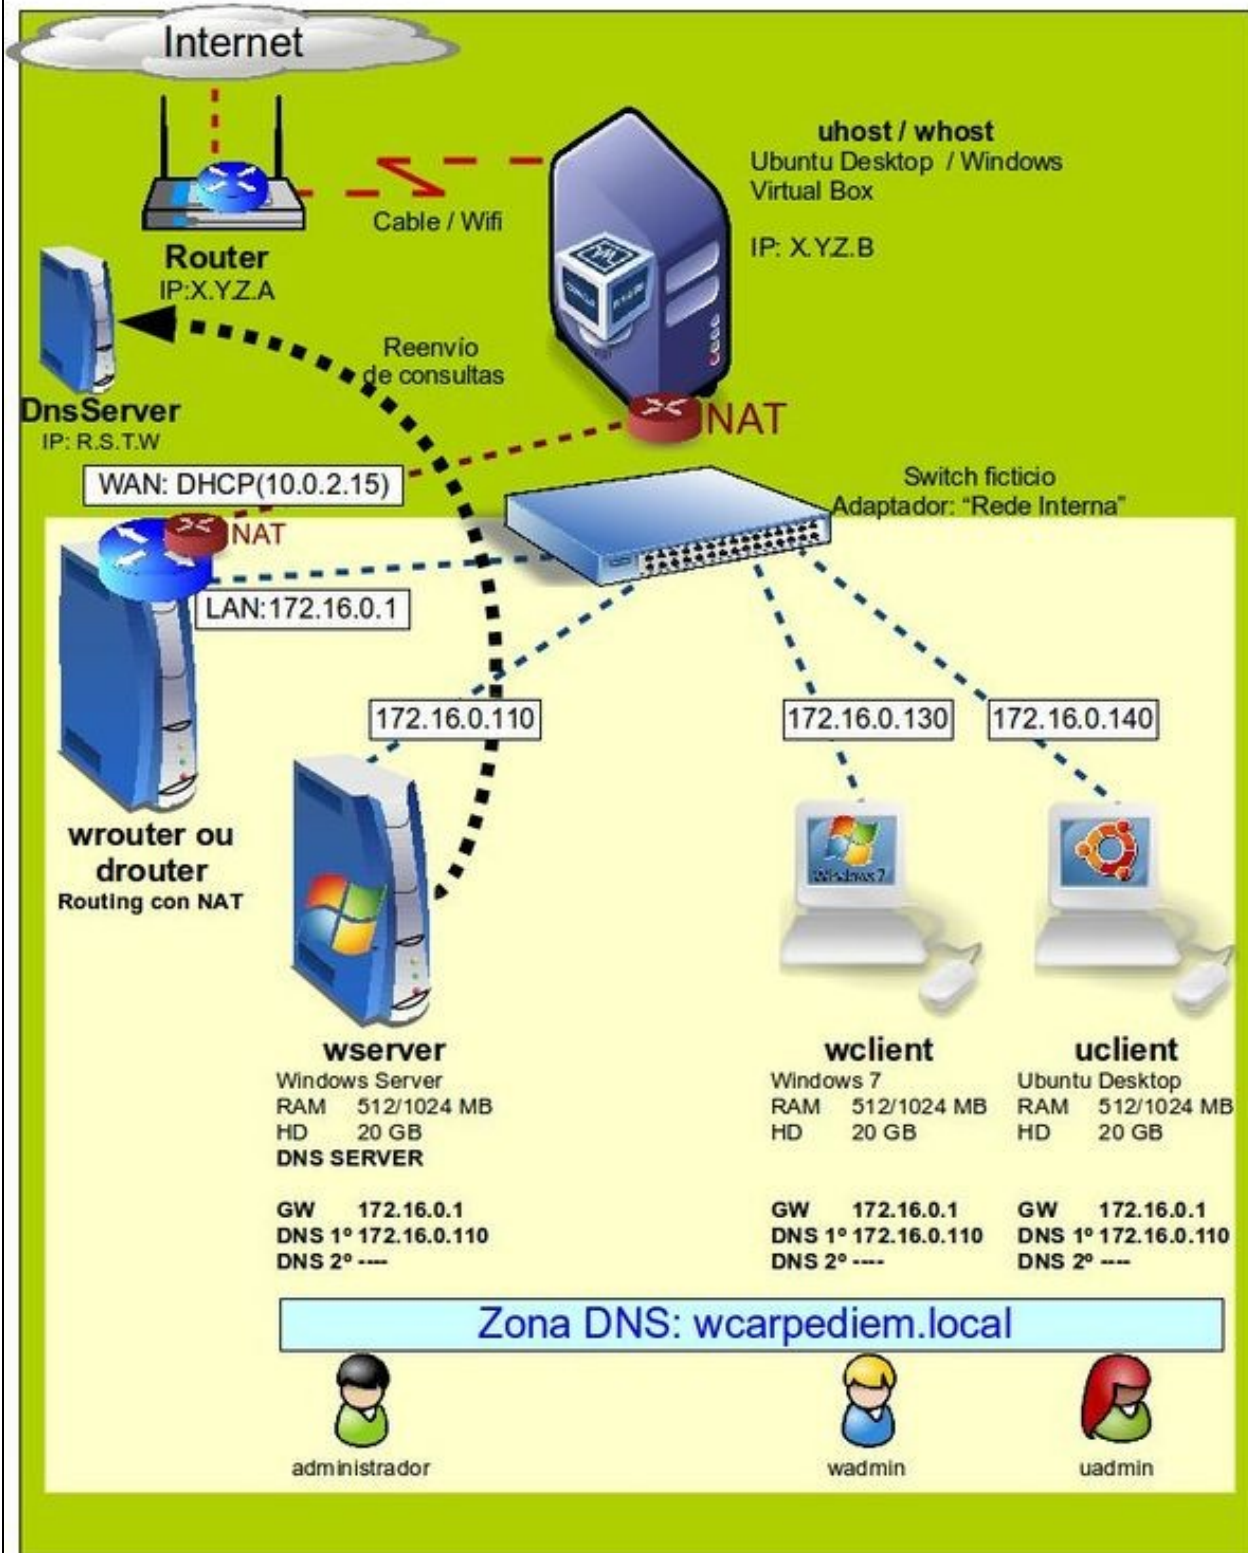 Internet
uhost / whost
Ubuntu Desktop / Windows
Virtual Box
IP: X.Y.Z.B
Cable / Wifi
Router
IP:X.Y.Z.A
Reenvío
de consultas
DnsServer
IP: R.S.T.W
NAT
WAN: DHCP(10.0.2.15)
Switch ficticio
Adaptador: “Rede Interna”
NAT
LAN:172.16.0.1
172.16.0.110
172.16.0.130
172.16.0.140
wrouter ou
drouter
Routing con NAT
Windows 7
wserver
Windows Server
RAM 512/1024 MB
HD 20 GB
DNS SERVER
GW 172.16.0.1
DNS 1º 172.16.0.110
DNS 2º ----
wclient
Windows 7
RAM 512/1024 MB
HD 20 GB
GW 172.16.0.1
DNS 1º 172.16.0.110
DNS 2º ----
uclient
Ubuntu Desktop
RAM 512/1024 MB
HD 20 GB
GW 172.16.0.1
DNS 1º 172.16.0.110
DNS 2º ----
Zona DNS: wcarpediem.local
administrador
wadmin
uadmin